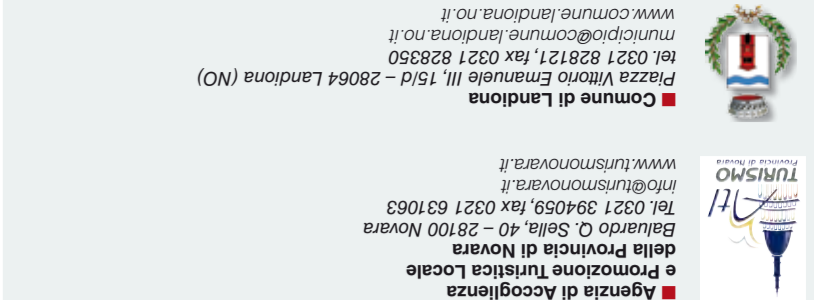 ■ Agenzia di Accoglienza
e Promozione Turistica Locale
della Provincia di Novara
Baluardo Q. Sella, 40 – 28100 Novara
Tel. 0321 394059, fax 0321 631063
info@turismonovara.it
www.turismonovara.it
Atl
TURISMO
Provincia di Novara
■ Comune di Landiona
Piazza Vittorio Emanuele III, 15/d – 28064 Landiona (NO)
tel. 0321 828121, fax 0321 828350
municipio@comune.landiona.no.it
www.comune.landiona.no.it